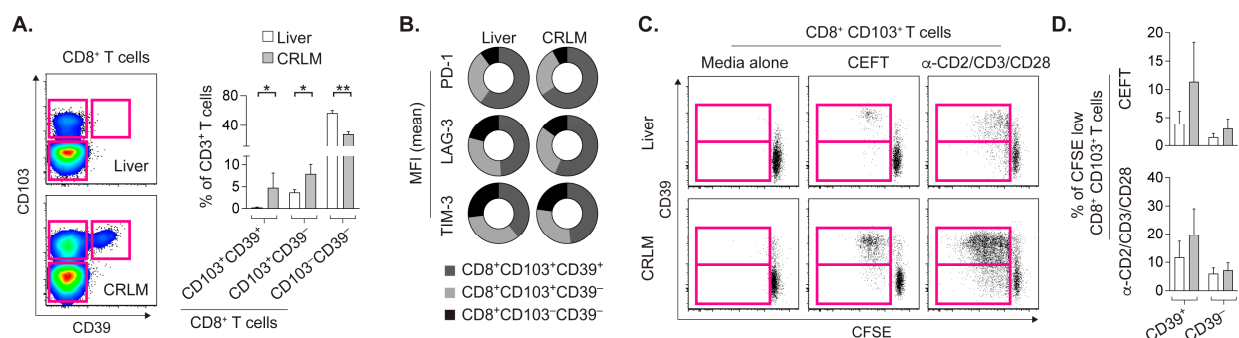 A.
CD8⁺ T cells
Liver
CRLM
CD103
CD39
Liver
CRLM
% of CD3⁺ T cells
80
40
10
5
0
*
*
**
CD103⁺CD39⁺
CD103⁺CD39⁻
CD103⁻CD39⁻
CD8⁺ T cells
B.
Liver
CRLM
MFI (mean)
PD-1
LAG-3
TIM-3
CD8⁺CD103⁺CD39⁺
CD8⁺CD103⁺CD39⁻
CD8⁺CD103⁻CD39⁻
C.
CD8⁺ CD103⁺ T cells
Media alone
CEFT
α-CD2/CD3/CD28
Liver
CRLM
CD39
CFSE
D.
% of CFSE low
CD8⁺ CD103⁺ T cells
CEFT
20
15
10
5
0
α-CD2/CD3/CD28
40
30
20
10
0
CD39⁺
CD39⁻